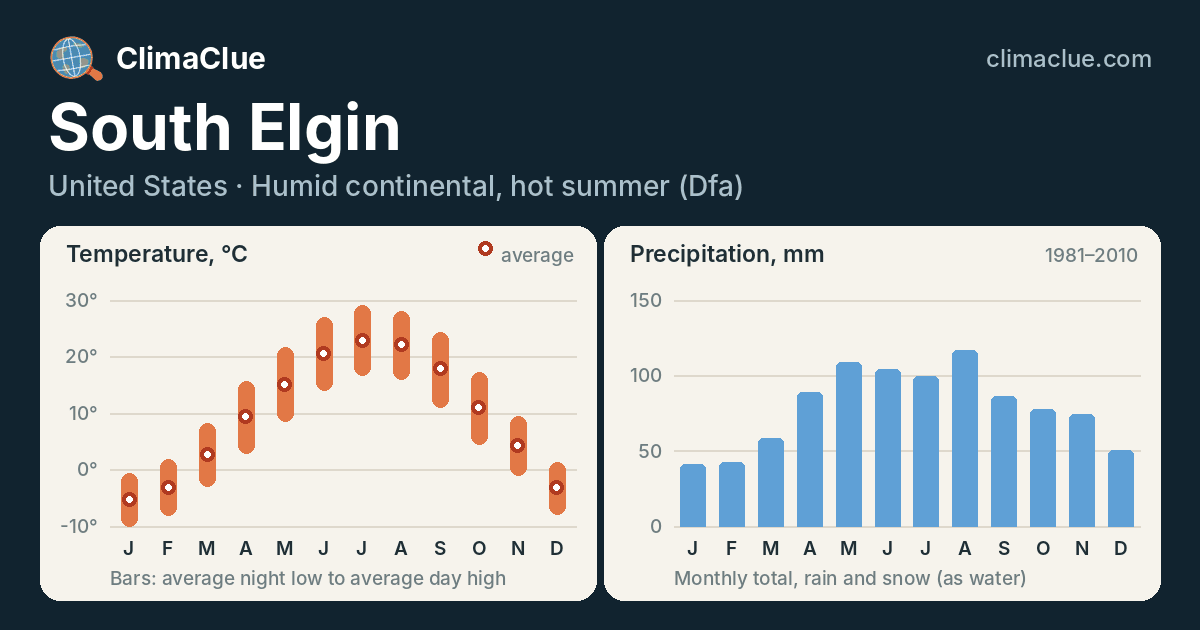 ClimaClue
climaclue.com
South Elgin
United States · Humid continental, hot summer (Dfa)
Temperature, °C
average
30°
20°
10°
0°
-10°
J F M A M J J A S O N D
Bars: average night low to average day high
Precipitation, mm
1981–2010
150
100
50
0
J F M A M J J A S O N D
Monthly total, rain and snow (as water)